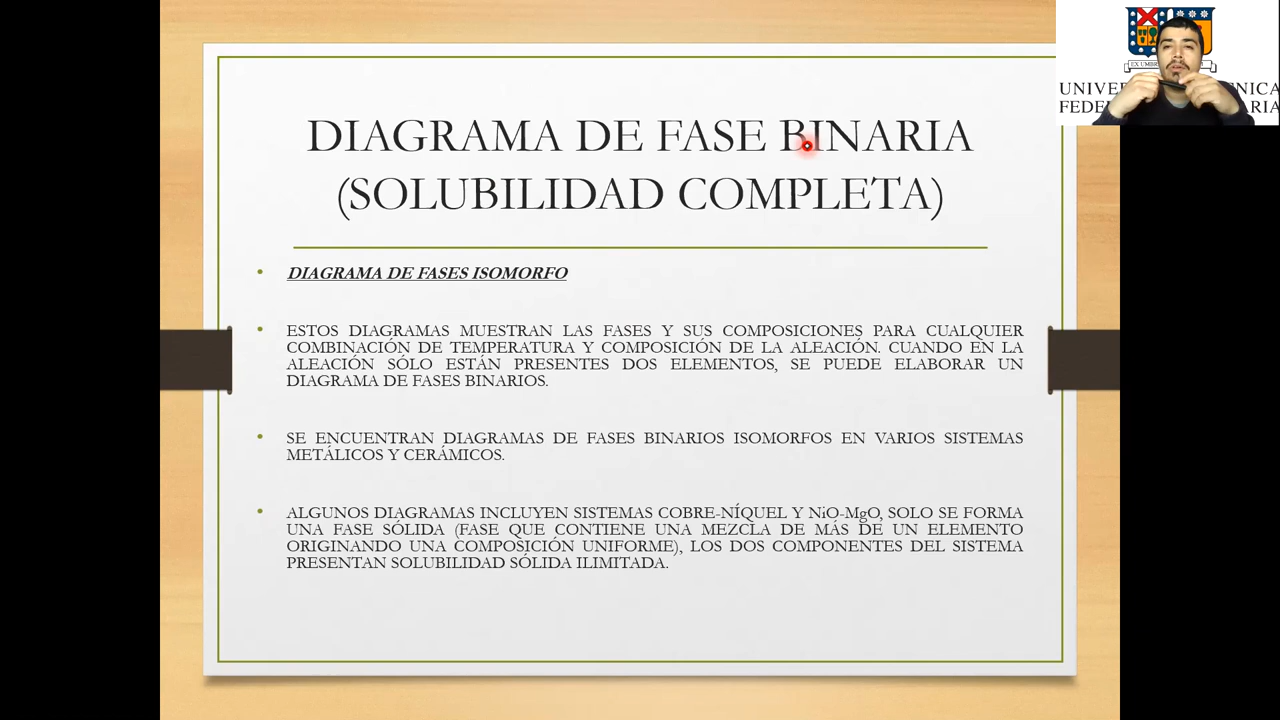 DIAGRAMA DE FASE BINARIA
(SOLUBILIDAD COMPLETA)
DIAGRAMA DE FASES ISOMORFO
ESTOS DIAGRAMAS MUESTRAN LAS FASES Y SUS COMPOSICIONES PARA CUALQUIER
COMBINACIÓN DE TEMPERATURA Y COMPOSICIÓN DE LA ALEACIÓN. CUANDO EN LA
ALEACIÓN SÓLO ESTÁN PRESENTES DOS ELEMENTOS, SE PUEDE ELABORAR UN
DIAGRAMA DE FASES BINARIOS.
SE ENCUENTRAN DIAGRAMAS DE FASES BINARIOS ISOMORFOS EN VARIOS SISTEMAS
METÁLICOS Y CERÁMICOS.
ALGUNOS DIAGRAMAS INCLUYEN SISTEMAS COBRE-NÍQUEL Y NiO-MgO, SOLO SE FORMA
UNA FASE SÓLIDA (FASE QUE CONTIENE UNA MEZCLA DE MÁS DE UN ELEMENTO
ORIGINANDO UNA COMPOSICIÓN UNIFORME), LOS DOS COMPONENTES DEL SISTEMA
PRESENTAN SOLUBILIDAD SÓLIDA ILIMITADA.